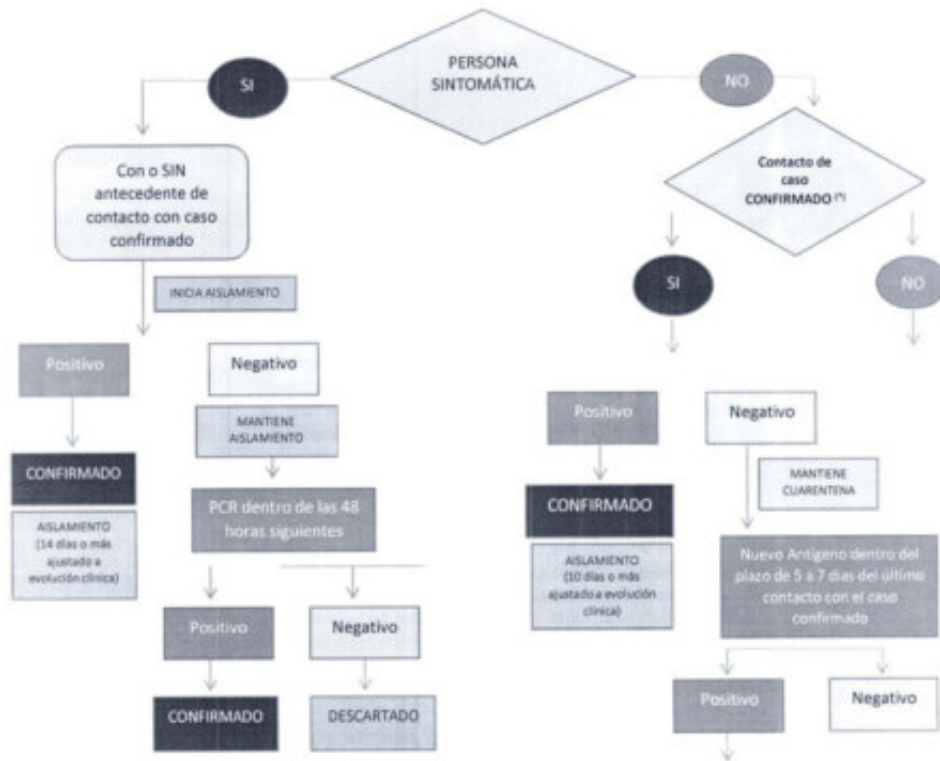 PERSONA
SINTOMÁTICA
SI
NO
Con o SIN
antecedente de
contacto con caso
confirmado
Contacto de
caso
CONFIRMADO (*)
INICIA AISLAMIENTO
SI
NO
Positivo
Negativo
MANTIENE
AISLAMIENTO
CONFIRMADO
AISLAMIENTO
(14 días o más
ajustado a
evolución clínica)
PCR dentro de las 48
horas siguientes
Positivo
Negativo
CONFIRMADO
DESCARTADO
Positivo
Negativo
MANTIENE
CUARENTENA
CONFIRMADO
AISLAMIENTO
(10 días o más
ajustado a evolución
clínica)
Nuevo Antígeno dentro del
plazo de 5 a 7 días del ultimo
contacto con el caso
confirmado
Positivo
Negativo